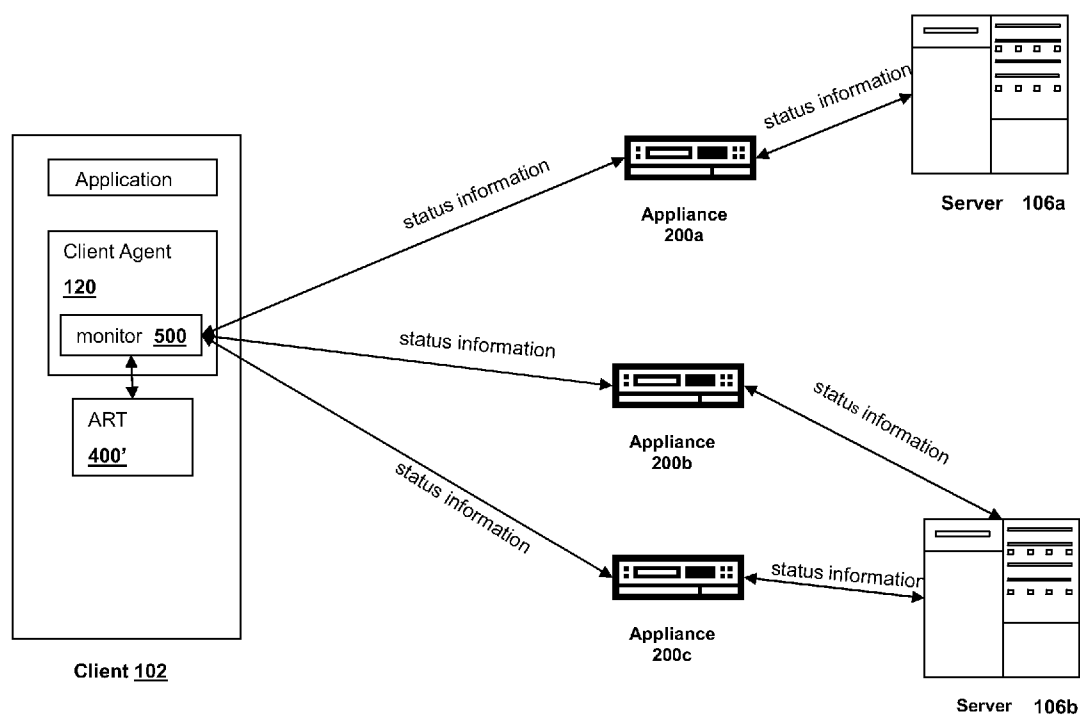 Application
Client Agent
120
monitor 500
ART
400’
Client 102
status information
status information
status information
Appliance
200a
Appliance
200b
Appliance
200c
status information
status information
status information
Server 106a
Server 106b